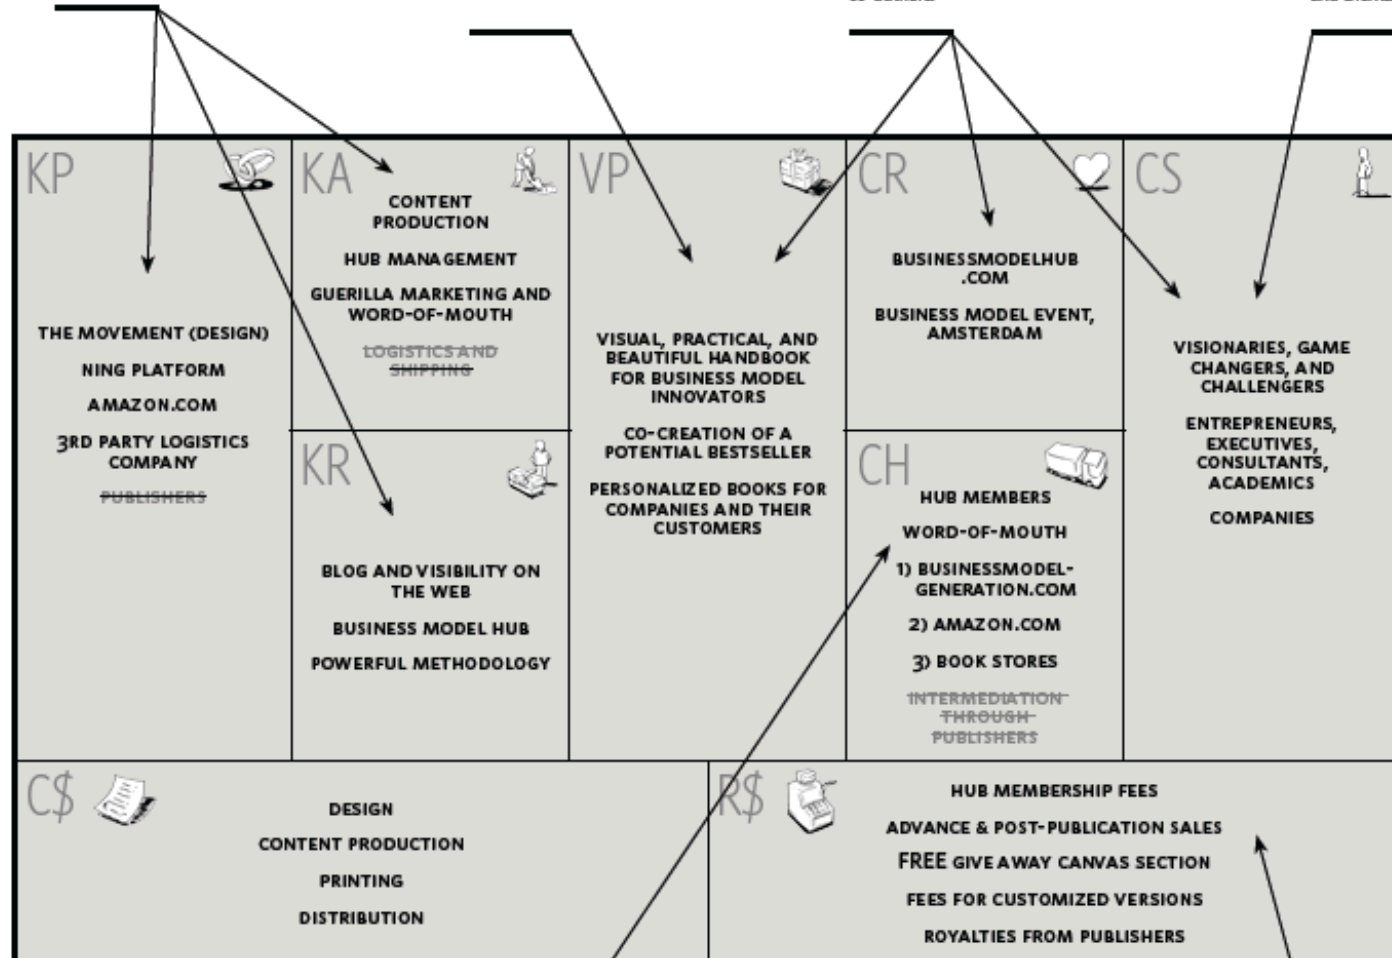 KP
THE MOVEMENT (DESIGN)
NING PLATFORM
AMAZON.COM
3RD PARTY LOGISTICS
COMPANY
PUBLISHERS
KA
CONTENT
PRODUCTION
HUB MANAGEMENT
GUERILLA MARKETING AND
WORD-OF-MOUTH
LOGISTICS AND
SHIPPING
KR
BLOG AND VISIBILITY ON
THE WEB
BUSINESS MODEL HUB
POWERFUL METHODOLOGY
VP
VISUAL, PRACTICAL, AND
BEAUTIFUL HANDBOOK
FOR BUSINESS MODEL
INNOVATORS
CO-CREATION OF A
POTENTIAL BESTSELLER
PERSONALIZED BOOKS FOR
COMPANIES AND THEIR
CUSTOMERS
CR
BUSINESSMODELHUB
.COM
BUSINESS MODEL EVENT,
AMSTERDAM
CH
HUB MEMBERS
WORD-OF-MOUTH
1) BUSINESSMODEL-
GENERATION.COM
2) AMAZON.COM
3) BOOK STORES
INTERMEDIATION
THROUGH
PUBLISHERS
CS
VISIONARIES, GAME
CHANGERS, AND
CHALLENGERS
ENTREPRENEURS,
EXECUTIVES,
CONSULTANTS,
ACADEMICS
COMPANIES
C$
DESIGN
CONTENT PRODUCTION
PRINTING
DISTRIBUTION
R$
HUB MEMBERSHIP FEES
ADVANCE & POST-PUBLICATION SALES
FREE GIVE AWAY CANVAS SECTION
FEES FOR CUSTOMIZED VERSIONS
ROYALTIES FROM PUBLISHERS